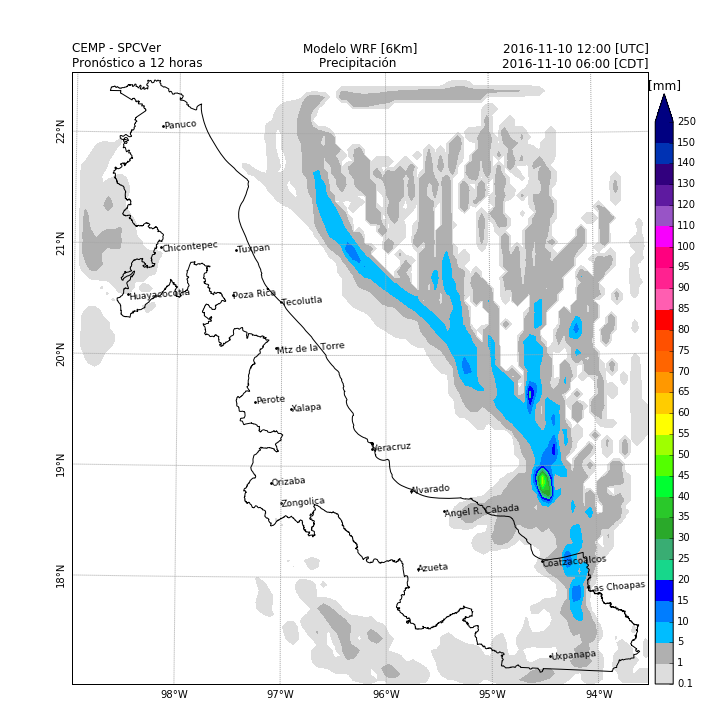 CEMP - SPCVer
Modelo WRF [6Km]
2016-11-10 12:00 [UTC]
Pronóstico a 12 horas
Precipitación
2016-11-10 06:00 [CDT]
[mm]
250
150
140
130
120
110
100
95
90
85
80
75
70
65
60
55
50
45
40
35
30
25
20
15
10
5
1
0.1
22°N
21°N
20°N
19°N
18°N
98°W
97°W
96°W
95°W
94°W
Panuco
Chicontepec
Tuxpan
Huayacocotla
Poza Rica
Tecolutla
Mtz de la Torre
Perote
Xalapa
Veracruz
Orizaba
Alvarado
Zongolica
Angel R. Cabada
Azueta
Coatzacoalcos
Las Choapas
Uxpanapa